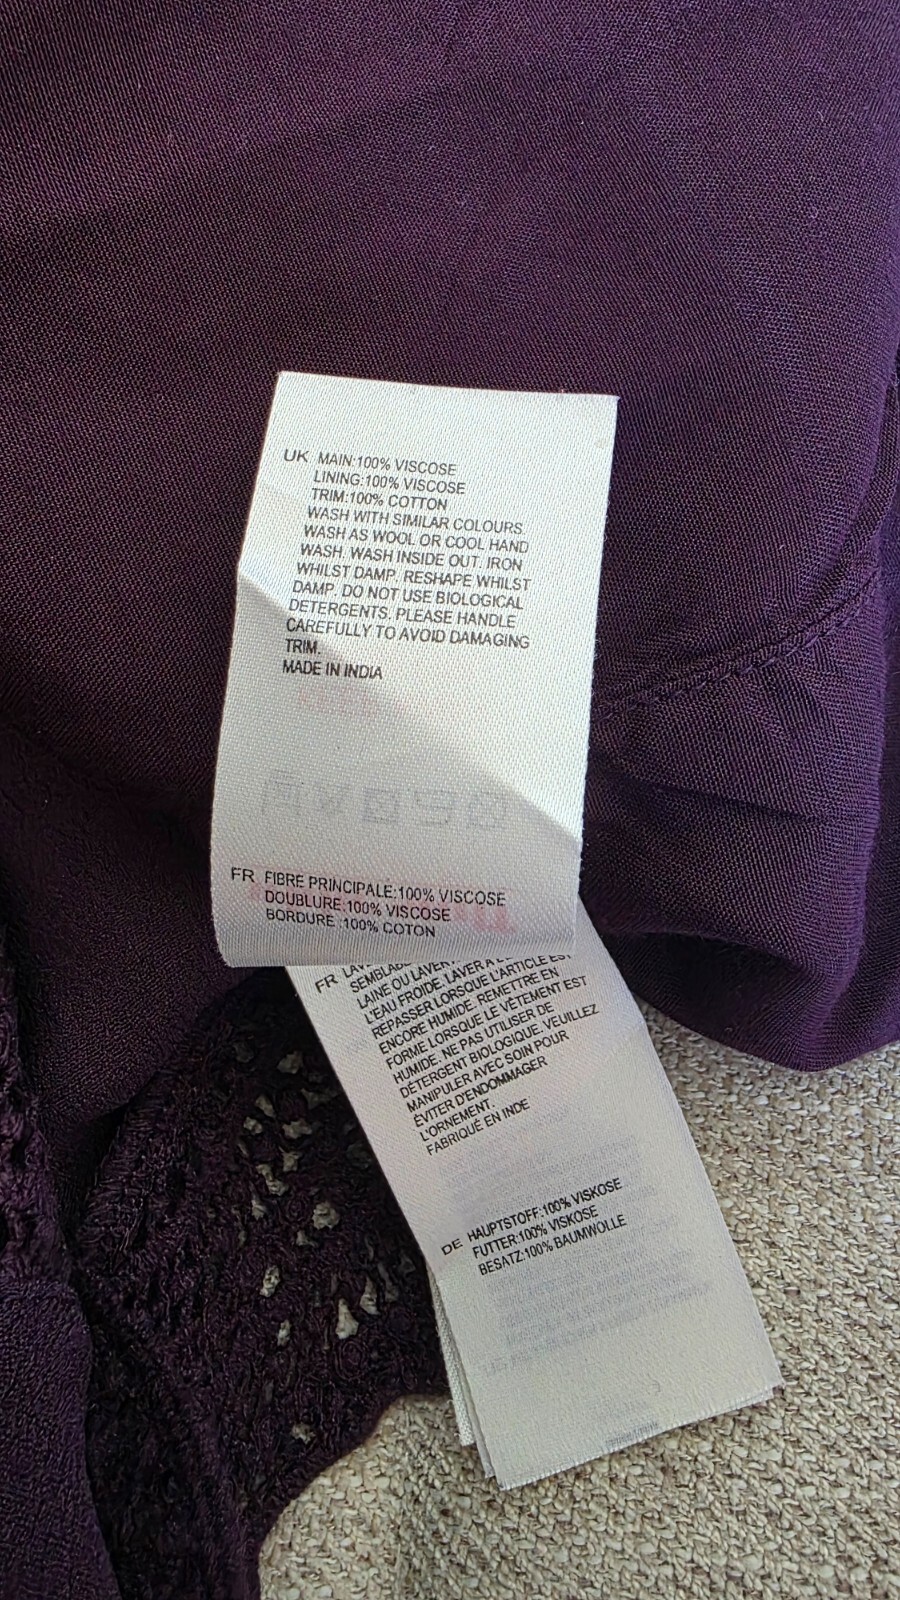 UK MAIN:100% VISCOSE
LINING:100% VISCOSE
TRIM:100% COTTON
WASH WITH SIMILAR COLOURS
WASH AS WOOL OR COOL HAND
WASH. WASH INSIDE OUT. IRON
WHILST DAMP. RESHAPE WHILST
DAMP. DO NOT USE BIOLOGICAL
DETERGENTS. PLEASE HANDLE
CAREFULLY TO AVOID DAMAGING
TRIM.
MADE IN INDIA
FR FIBRE PRINCIPALE:100% VISCOSE
DOUBLURE:100% VISCOSE
BORDURE :100% COTON
FR
LAINE OU LAVER
L'EAU FROIDE. LAVER A L'E
REPASSER LORSQUE L'ARTICLE EST
ENCORE HUMIDE. REMETTRE EN
FORME LORSQUE LE VÊTEMENT EST
HUMIDE. NE PAS UTILISER DE
DÉTERGENT BIOLOGIQUE. VEUILLEZ
MANIPULER AVEC SOIN POUR
ÉVITER D'ENDOMMAGER
L'ORNEMENT.
FABRIQUÉ EN INDE
DE HAUPTSTOFF:100% VISKOSE
FUTTER:100% VISKOSE
BESATZ:100% BAUMWOLLE